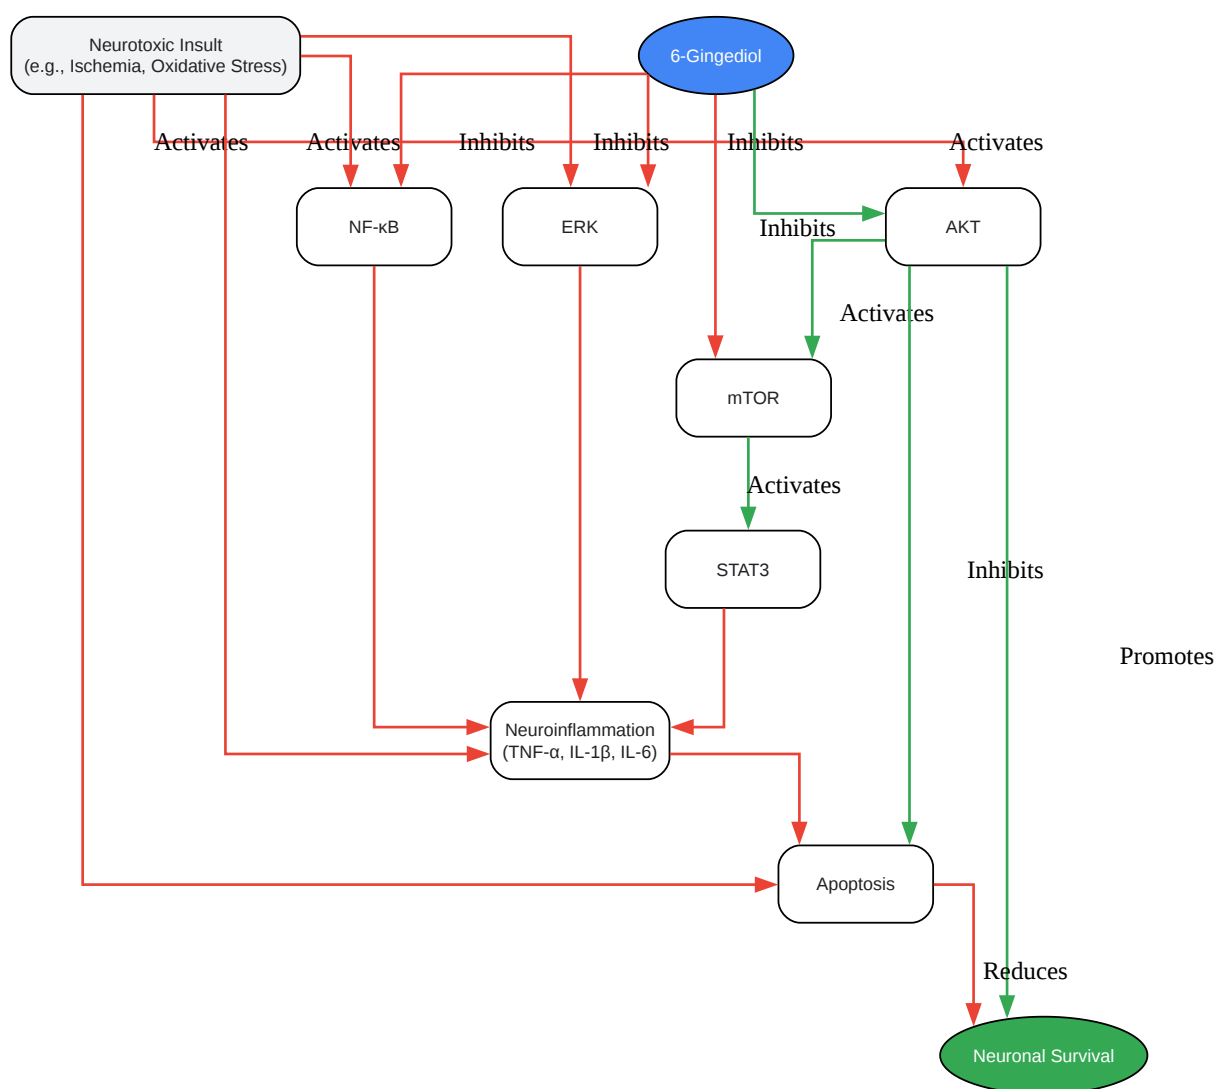 Neurotoxic Insult
(e.g., Ischemia, Oxidative Stress)
6-Gingediol
Activates
Activates
Inhibits
Inhibits
Inhibits
Activates
NF-κB
ERK
Inhibits
AKT
Activates
mTOR
Activates
STAT3
Inhibits
Promotes
Neuroinflammation
(TNF-α, IL-1β, IL-6)
Apoptosis
Reduces
Neuronal Survival